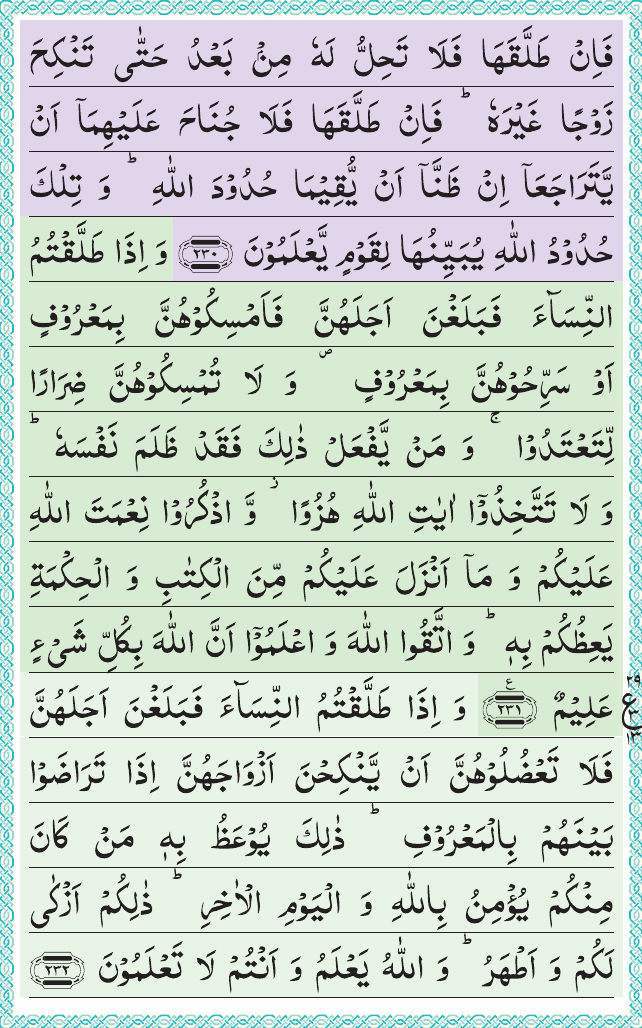 فَاِنۡ طَلَّقَهَا فَلَا تَحِلُّ لَهٗ مِنۡۢ بَعۡدُ حَتّٰى تَنۡكِحَ
زَوۡجًا غَيۡرَهٗ ؕ فَاِنۡ طَلَّقَهَا فَلَا جُنَاحَ عَلَيۡهِمَاۤ اَنۡ
يَّتَرَاجَعَاۤ اِنۡ ظَنَّاۤ اَنۡ يُّقِيۡمَا حُدُوۡدَ اللّٰهِ ؕ وَ تِلۡكَ
حُدُوۡدُ اللّٰهِ يُبَيِّنُهَا لِقَوۡمٍ يَّعۡلَمُوۡنَ ﴿۲۳۰﴾ وَ اِذَا طَلَّقۡتُمُ
النِّسَآءَ فَبَلَغۡنَ اَجَلَهُنَّ فَاَمۡسِكُوۡهُنَّ بِمَعۡرُوۡفٍ
اَوۡ سَرِّحُوۡهُنَّ بِمَعۡرُوۡفٍ ۪ وَ لَا تُمۡسِكُوۡهُنَّ ضِرَارًا
لِّتَعۡتَدُوۡا ۚ وَ مَنۡ يَّفۡعَلۡ ذٰلِكَ فَقَدۡ ظَلَمَ نَفۡسَهٗ ؕ
وَ لَا تَتَّخِذُوۡۤا اٰيٰتِ اللّٰهِ هُزُوًا ۫ وَّ اذۡكُرُوۡا نِعۡمَتَ اللّٰهِ
عَلَيۡكُمۡ وَ مَاۤ اَنۡزَلَ عَلَيۡكُمۡ مِّنَ الۡكِتٰبِ وَ الۡحِكۡمَةِ
يَعِظُكُمۡ بِهٖ ؕ وَ اتَّقُوا اللّٰهَ وَ اعۡلَمُوۡۤا اَنَّ اللّٰهَ بِكُلِّ شَىۡءٍ
عَلِيۡمٌ ﴿۲۳۱﴾ ع وَ اِذَا طَلَّقۡتُمُ النِّسَآءَ فَبَلَغۡنَ اَجَلَهُنَّ
۲۹
ع
۱۳
فَلَا تَعۡضُلُوۡهُنَّ اَنۡ يَّنۡكِحۡنَ اَزۡوَاجَهُنَّ اِذَا تَرَاضَوۡا
بَيۡنَهُمۡ بِالۡمَعۡرُوۡفِ ؕ ذٰلِكَ يُوۡعَظُ بِهٖ مَنۡ كَانَ
مِنۡكُمۡ يُؤۡمِنُ بِاللّٰهِ وَ الۡيَوۡمِ الۡاٰخِرِ ؕ ذٰلِكُمۡ اَزۡكٰى
لَكُمۡ وَ اَطۡهَرُ ؕ وَ اللّٰهُ يَعۡلَمُ وَ اَنۡتُمۡ لَا تَعۡلَمُوۡنَ ﴿۲۳۲﴾